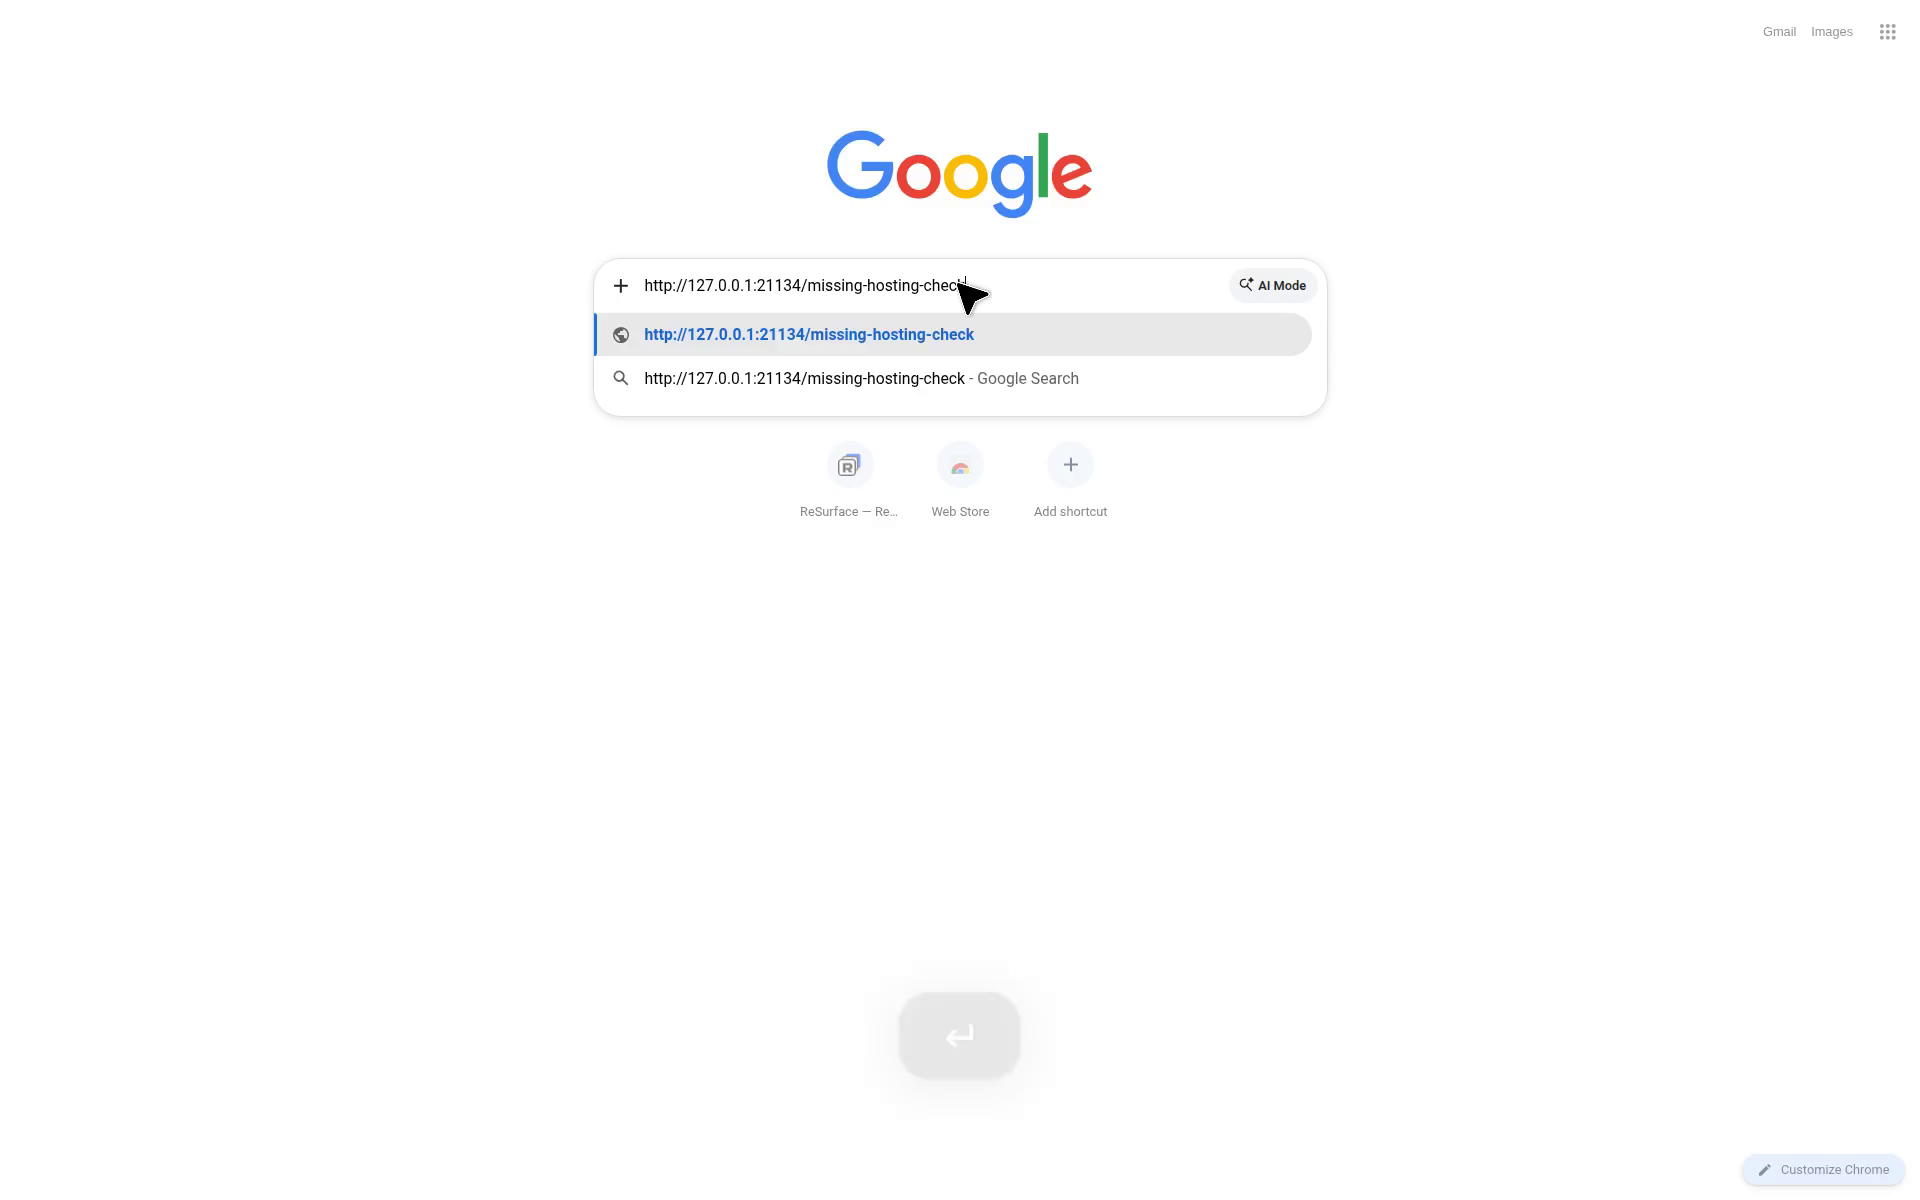 Gmail Images
Google
http://127.0.0.1:21134/missing-hosting-check
AI Mode
http://127.0.0.1:21134/missing-hosting-check
http://127.0.0.1:21134/missing-hosting-check - Google Search
ReSurface — Re...
Web Store
Add shortcut
Customize Chrome